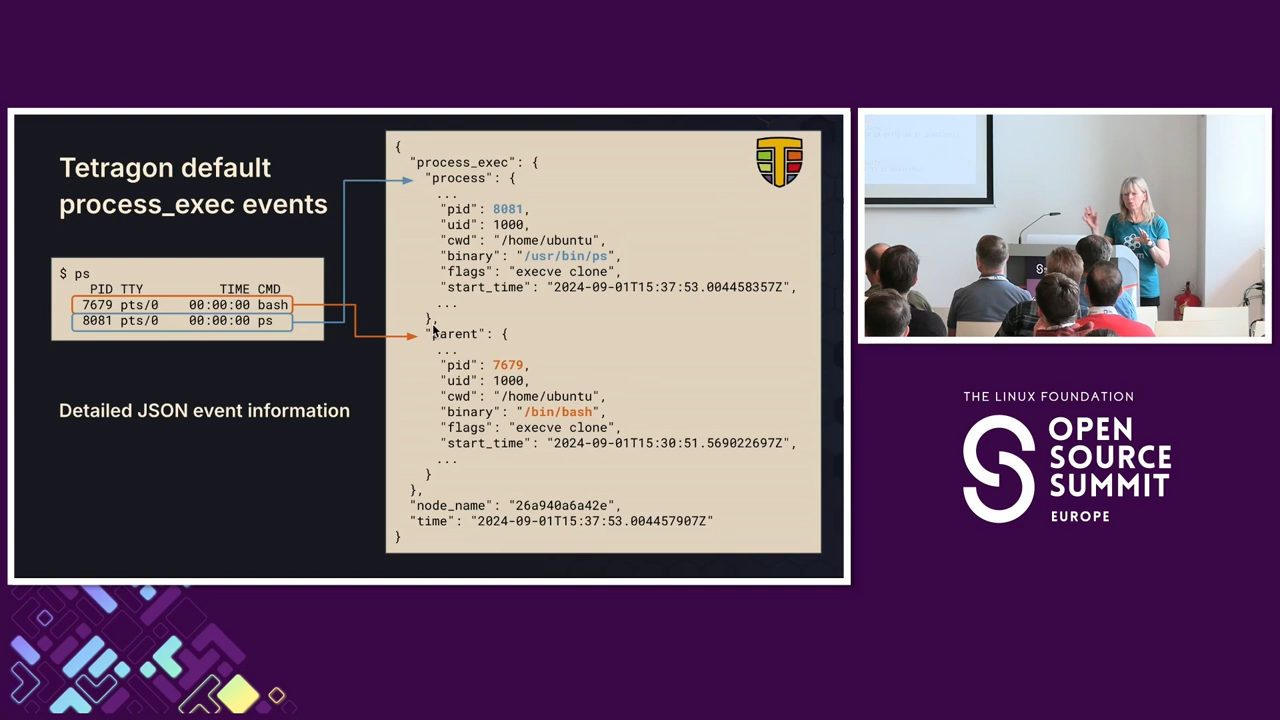 Tetragon default
process_exec events
$ ps
PID TTY TIME CMD
7679 pts/0 00:00:00 bash
8081 pts/0 00:00:00 ps
Detailed JSON event information
{
"process_exec": {
"process": {
...
"pid": 8081,
"uid": 1000,
"cwd": "/home/ubuntu",
"binary": "/usr/bin/ps",
"flags": "execve clone",
"start_time": "2024-09-01T15:37:53.004458357Z",
...
},
"parent": {
...
"pid": 7679,
"uid": 1000,
"cwd": "/home/ubuntu",
"binary": "/bin/bash",
"flags": "execve clone",
"start_time": "2024-09-01T15:30:51.569022697Z",
...
}
},
"node_name": "26a940a6a42e",
"time": "2024-09-01T15:37:53.004457907Z"
}
THE LINUX FOUNDATION
OPEN
SOURCE
SUMMIT
EUROPE